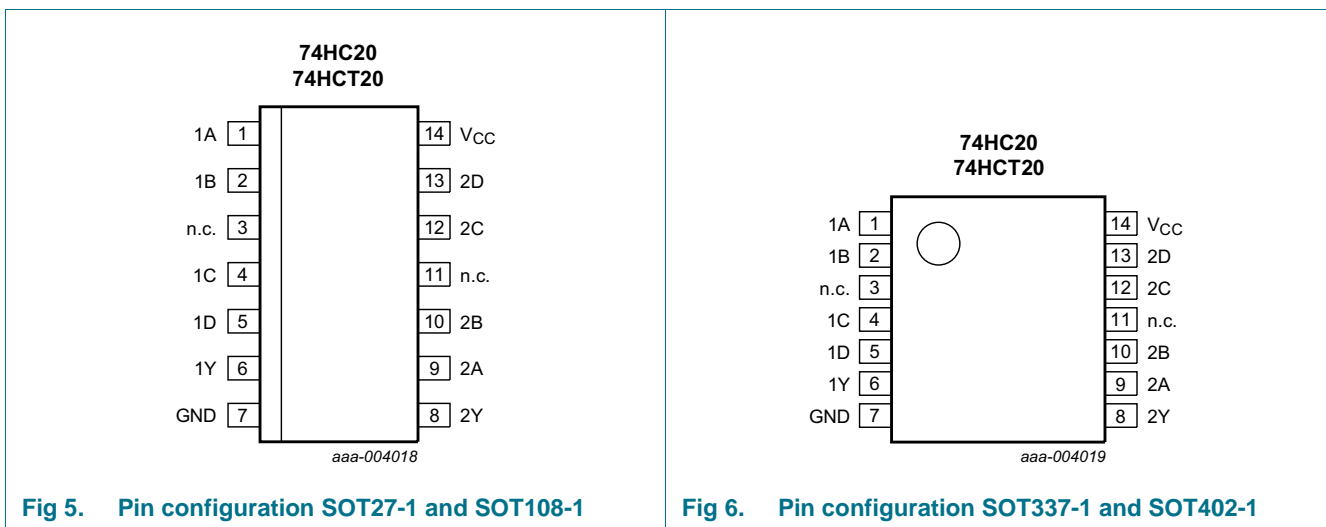 74HC20
74HCT20
1A 1 14 VCC
1B 2 13 2D
n.c. 3 12 2C
1C 4 11 n.c.
1D 5 10 2B
1Y 6 9 2A
GND 7 8 2Y
aaa-004018
Fig 5. Pin configuration SOT27-1 and SOT108-1
74HC20
74HCT20
1A 1 14 VCC
1B 2 13 2D
n.c. 3 12 2C
1C 4 11 n.c.
1D 5 10 2B
1Y 6 9 2A
GND 7 8 2Y
aaa-004019
Fig 6. Pin configuration SOT337-1 and SOT402-1